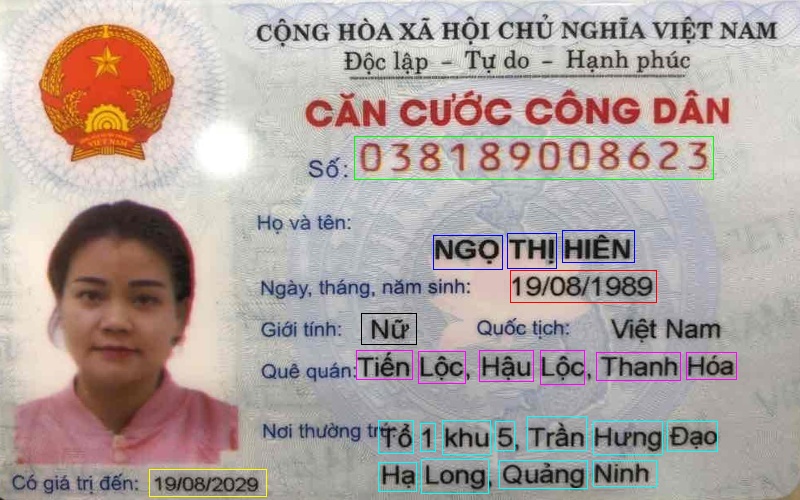 CỘNG HÒA XÃ HỘI CHỦ NGHĨA VIỆT NAM
Độc lập - Tự do - Hạnh phúc
CĂN CƯỚC CÔNG DÂN
VIỆT NAM
Số: 038189008623
Họ và tên:
NGỌ THỊ HIÊN
Ngày, tháng, năm sinh: 19/08/1989
Giới tính: Nữ Quốc tịch: Việt Nam
Quê quán: Tiến Lộc, Hậu Lộc, Thanh Hóa
Nơi thường trú: Tổ 1 khu 5, Trần Hưng Đạo
Hạ Long, Quảng Ninh
Có giá trị đến: 19/08/2029